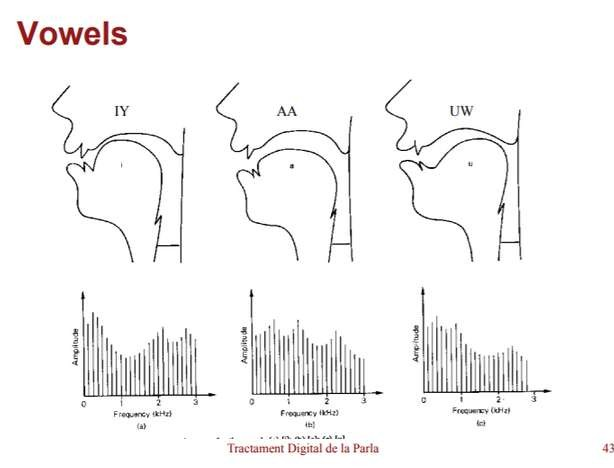 Vowels
IY AA UW
i a u
Amplitude Amplitude Amplitude
0 1 2 3 0 1 2 3 0 1 2 3
Frequency (kHz) Frequency (kHz) Frequency (kHz)
(a) (b) (c)
Tractament Digital de la Parla 43